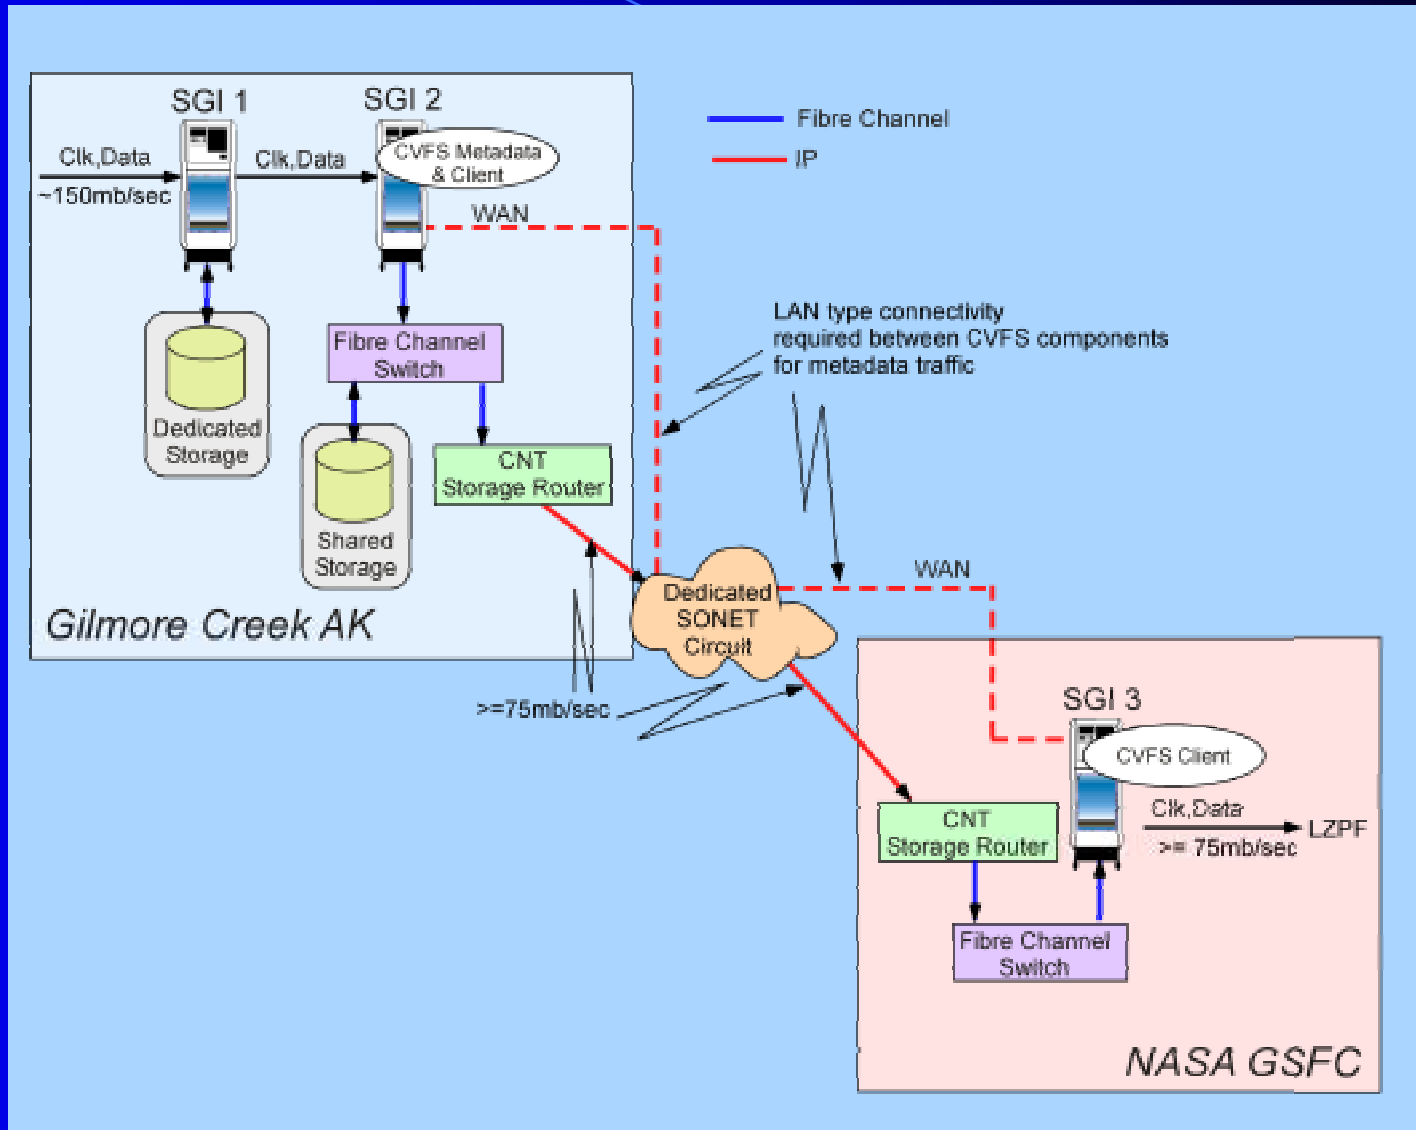 SGI 1
SGI 2
Clk,Data
~150mb/sec
Clk,Data
CVFS Metadata
& Client
WAN
Fibre Channel
IP
Fibre Channel
Switch
Dedicated
Storage
CNT
Storage Router
Shared
Storage
Gilmore Creek AK
LAN type connectivity
required between CVFS components
for metadata traffic
Dedicated
SONET
Circuit
WAN
>=75mb/sec
SGI 3
CVFS Client
Clk,Data
>= 75mb/sec
LZPF
CNT
Storage Router
Fibre Channel
Switch
NASA GSFC